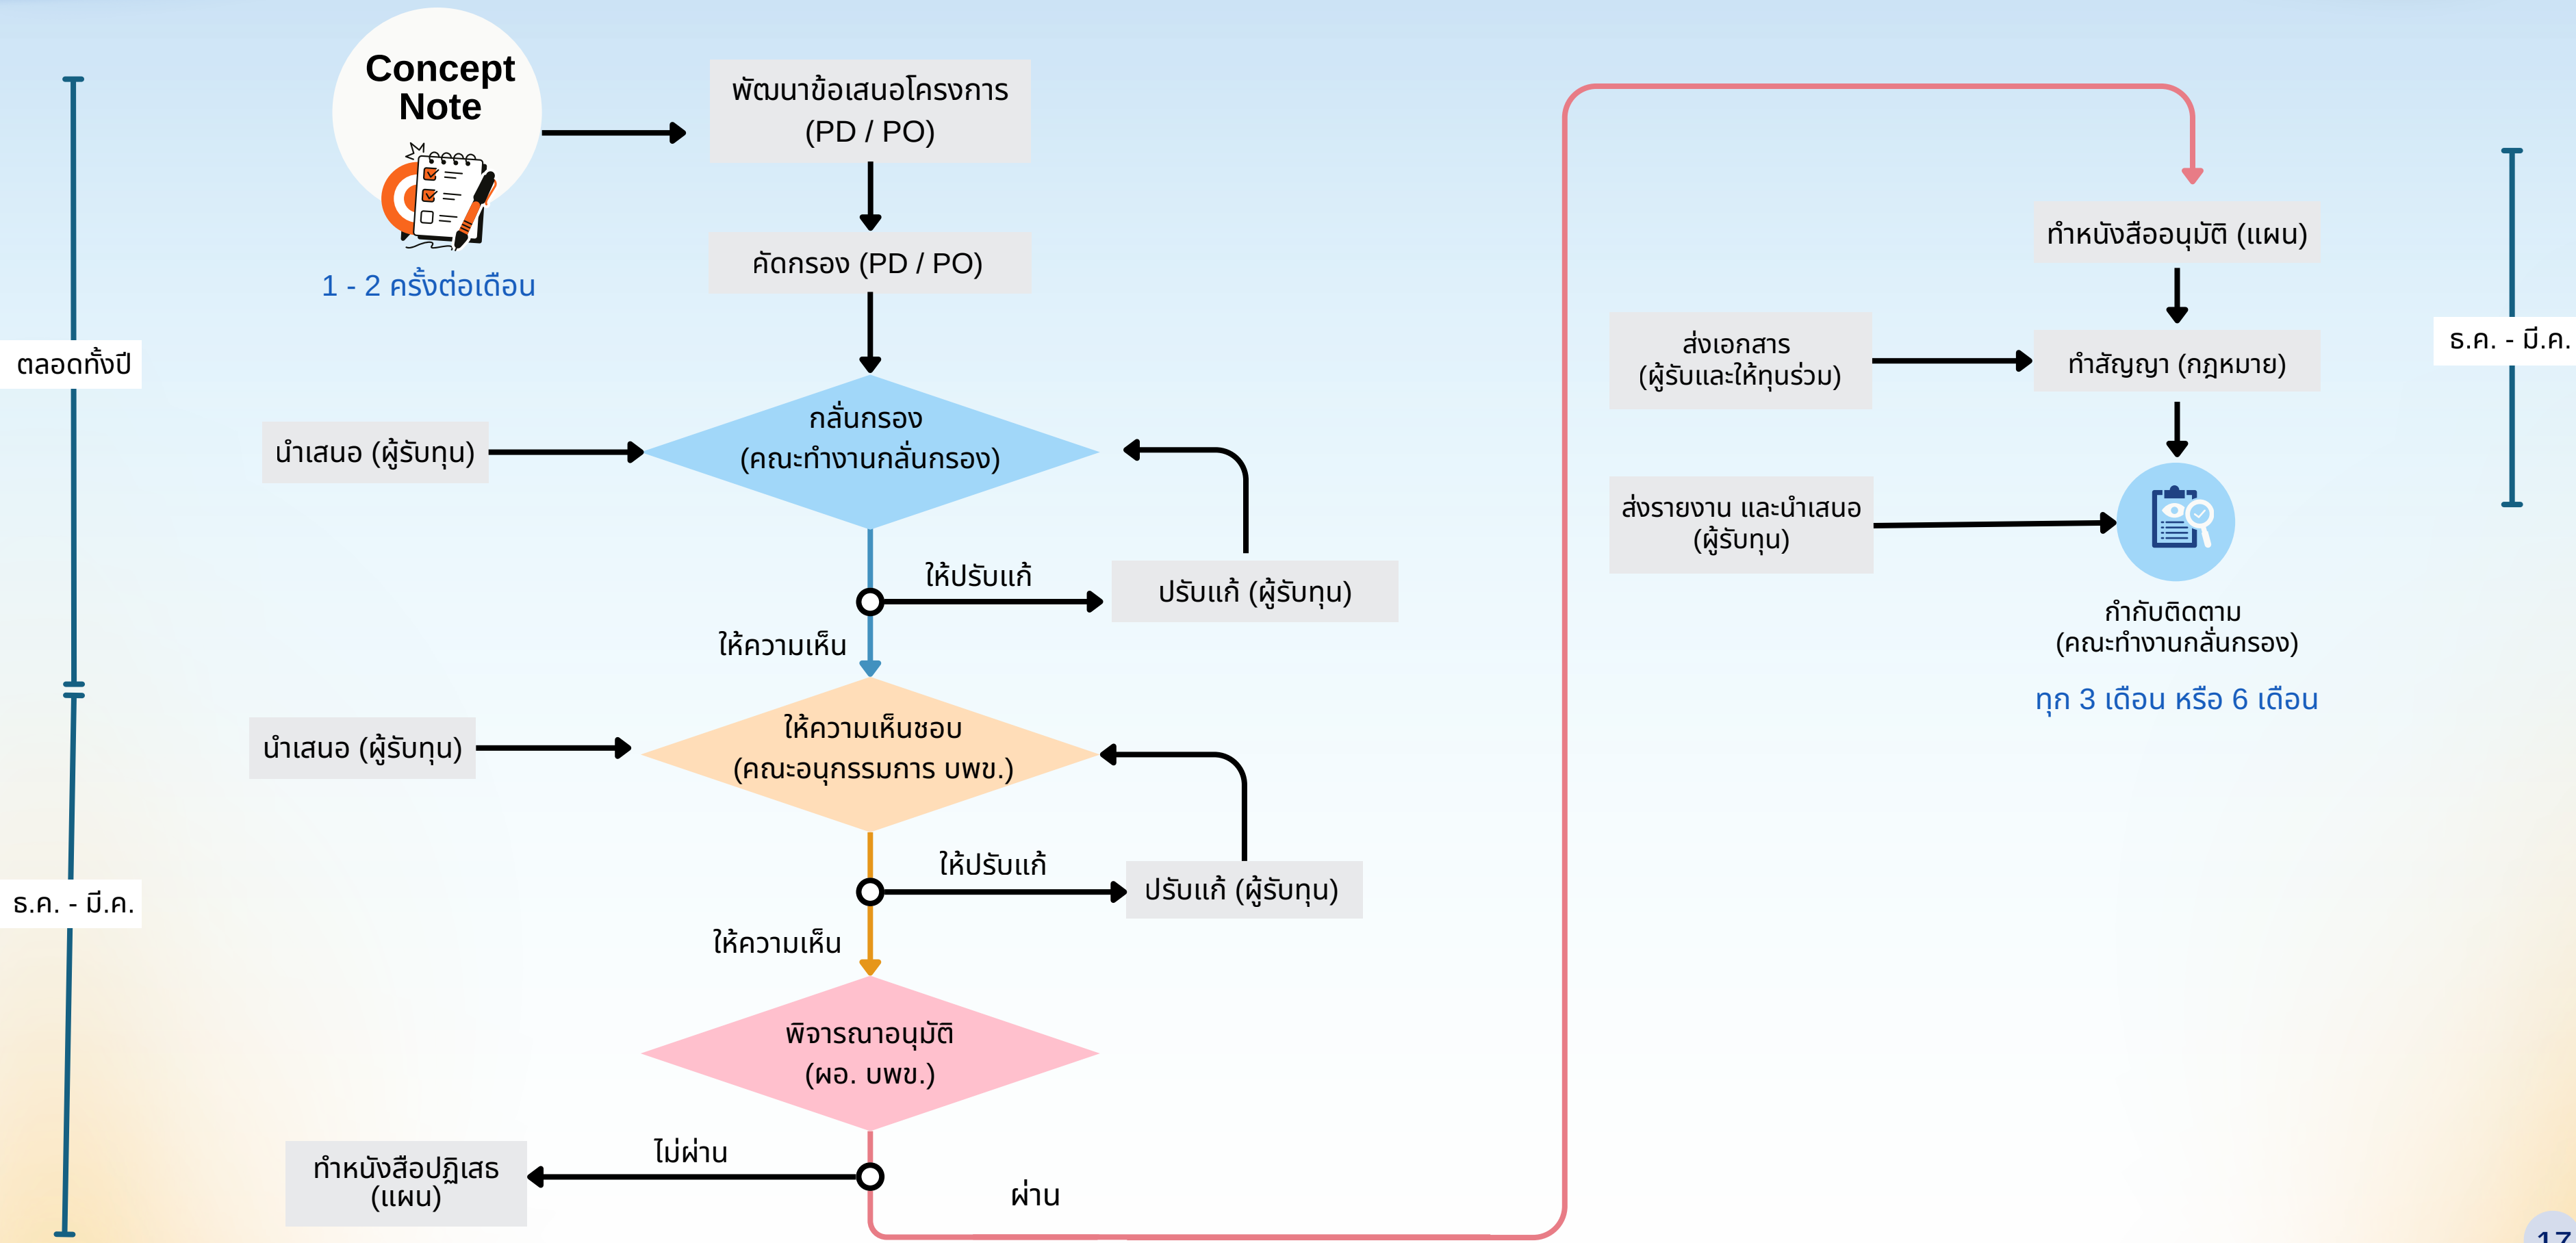 Concept
Note
1 - 2 ครั้งต่อเดือน
พัฒนาข้อเสนอโครงการ
(PD / PO)
คัดกรอง (PD / PO)
ตลอดทั้งปี
นำเสนอ (ผู้รับทุน)
กลั่นกรอง
(คณะทำงานกลั่นกรอง)
ให้ปรับแก้
ปรับแก้ (ผู้รับทุน)
ให้ความเห็น
นำเสนอ (ผู้รับทุน)
ให้ความเห็นชอบ
(คณะอนุกรรมการ บพข.)
ให้ปรับแก้
ปรับแก้ (ผู้รับทุน)
ธ.ค. - มี.ค.
ให้ความเห็น
พิจารณาอนุมัติ
(ผอ. บพข.)
ไม่ผ่าน
ทำหนังสือปฏิเสธ
(แผน)
ผ่าน
ทำหนังสืออนุมัติ (แผน)
ส่งเอกสาร
(ผู้รับและให้ทุนร่วม)
ทำสัญญา (กฎหมาย)
ธ.ค. - มี.ค.
ส่งรายงาน และนำเสนอ
(ผู้รับทุน)
กำกับติดตาม
(คณะทำงานกลั่นกรอง)
ทุก 3 เดือน หรือ 6 เดือน
17